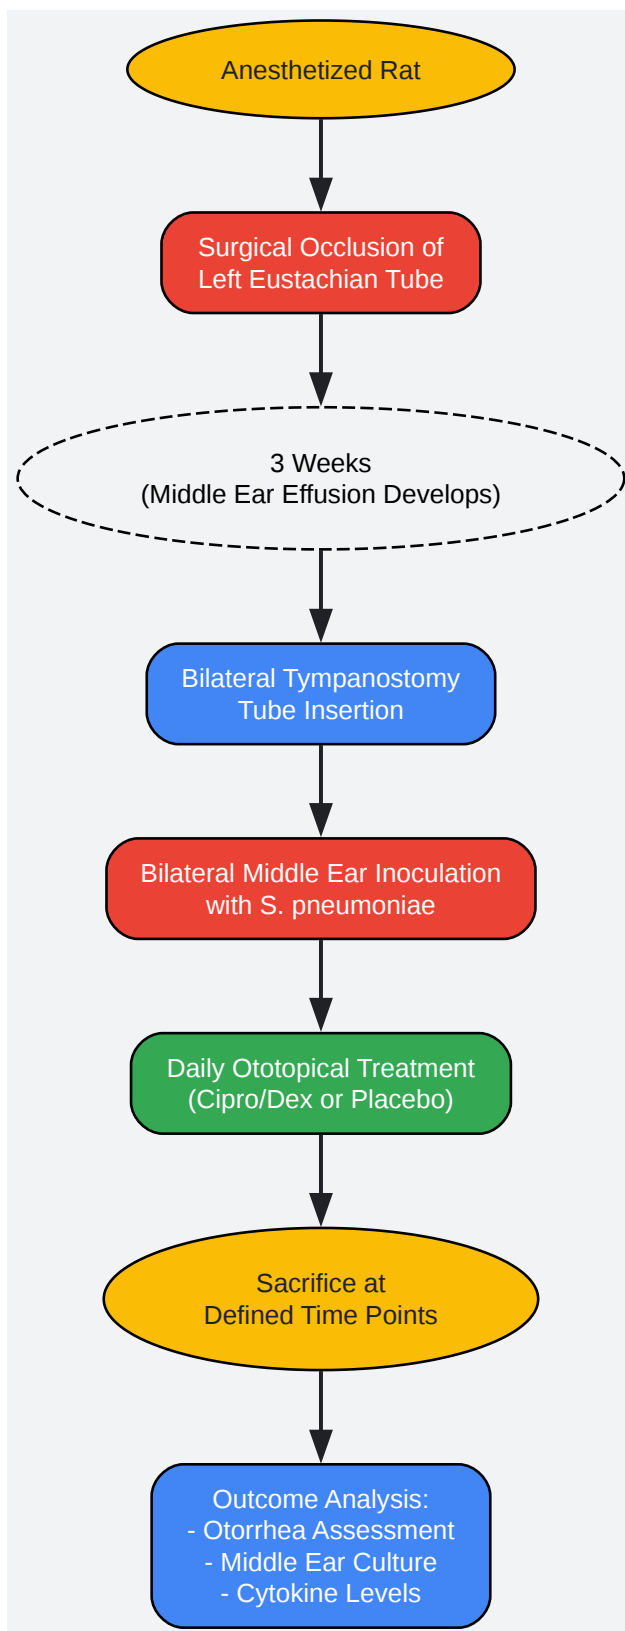 Anesthetized Rat
Surgical Occlusion of
Left Eustachian Tube
3 Weeks
(Middle Ear Effusion Develops)
Bilateral Tympanostomy
Tube Insertion
Bilateral Middle Ear Inoculation
with S. pneumoniae
Daily Ototopical Treatment
(Cipro/Dex or Placebo)
Sacrifice at
Defined Time Points
Outcome Analysis:
- Otorrhea Assessment
- Middle Ear Culture
- Cytokine Levels